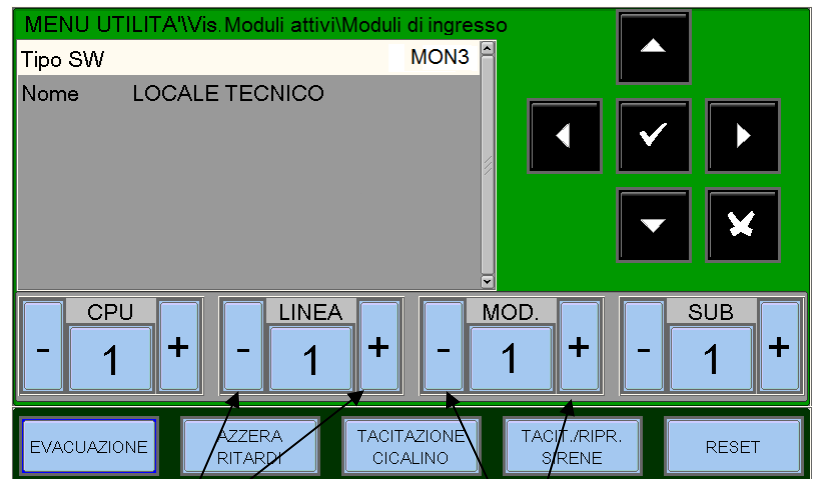 MENU UTILITA'\Vis.Moduli attivi\Moduli di ingresso
Tipo SW MON3
Nome LOCALE TECNICO
CPU LINEA MOD. SUB
- 1 + - 1 + - 1 + - 1 +
EVACUAZIONE AZZERA RITARDI TACITAZIONE CICALINO TACIT./RIPR. SIRENE RESET